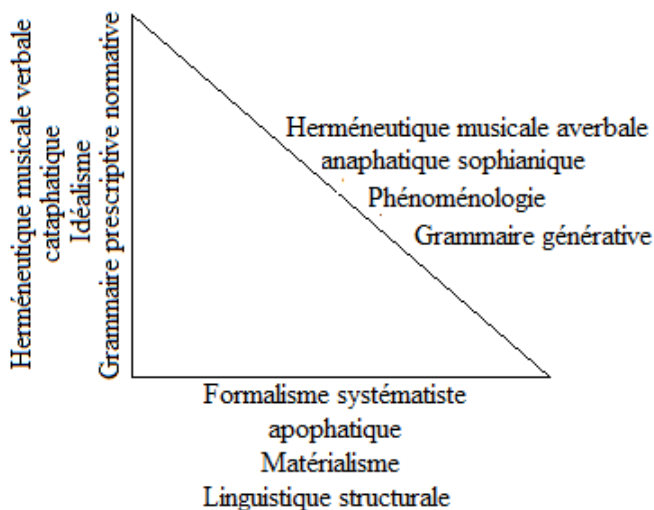 Herméneutique musicale verbale
cataphatique
Idéalisme
Grammaire prescriptive normative
Herméneutique musicale averbale
anaphatique sophianique
Phénoménologie
Grammaire générative
Formalisme systématiste
apophatique
Matérialisme
Linguistique structurale